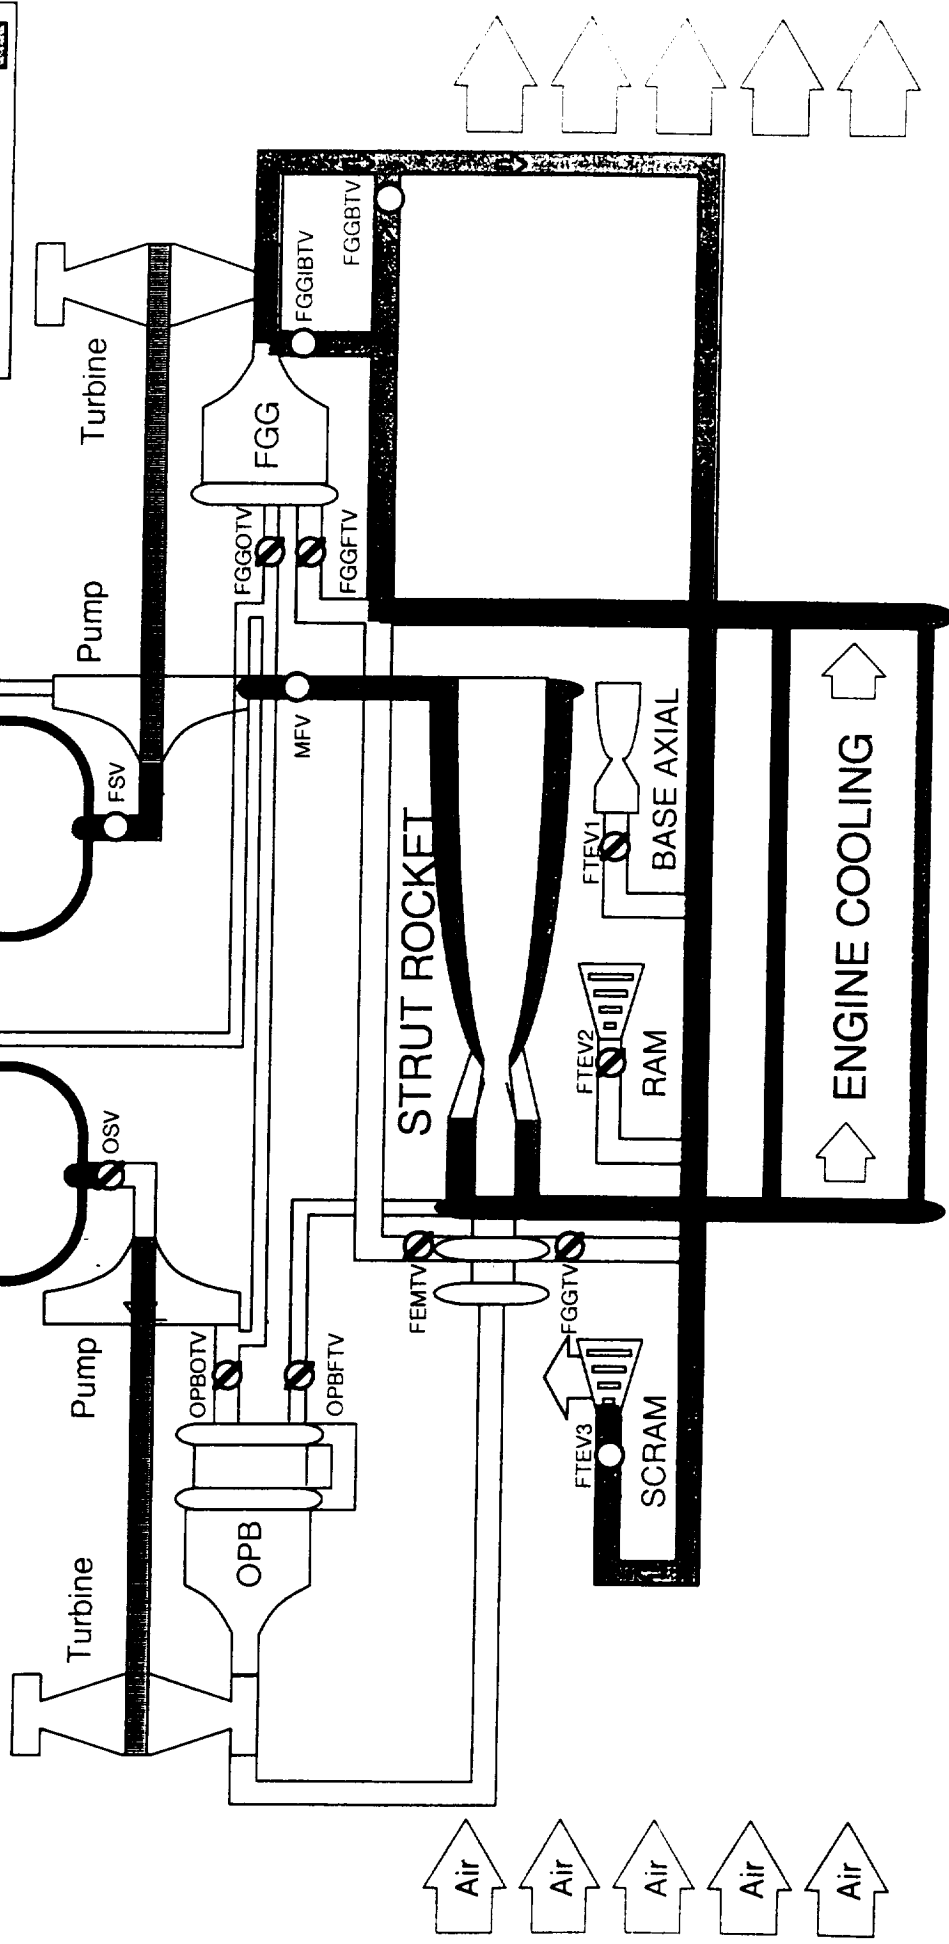 Turbine
Pump
Pump
Turbine
OSV
FSV
OPB
OPBOTV
OPBFTV
FGGOTV
FGGFTV
FGG
FGGIBTV
FGGBTV
MFV
STRUT ROCKET
FEMTV
FGGTV
FTEV3
SCRAM
FTEV2
RAM
FTEV1
BASE AXIAL
ENGINE COOLING
Air
Air
Air
Air
Air